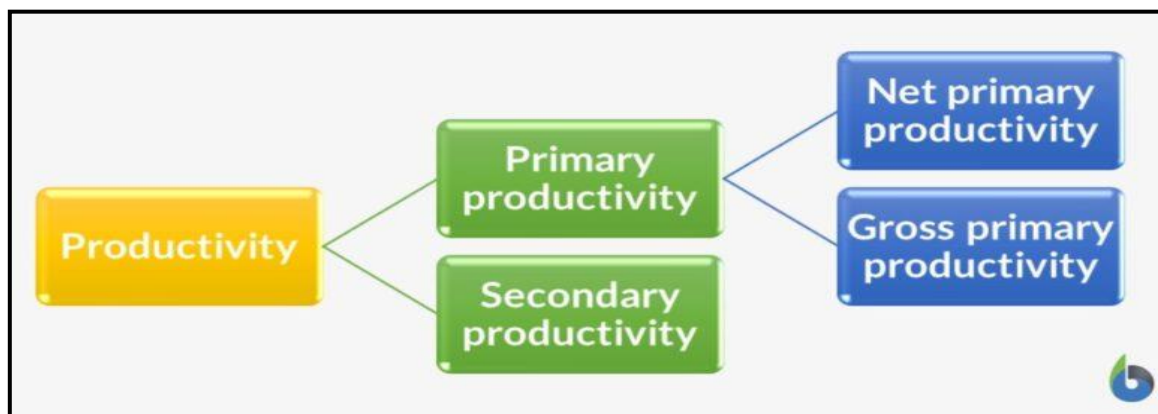 Productivity
Primary
productivity
Secondary
productivity
Net primary
productivity
Gross primary
productivity